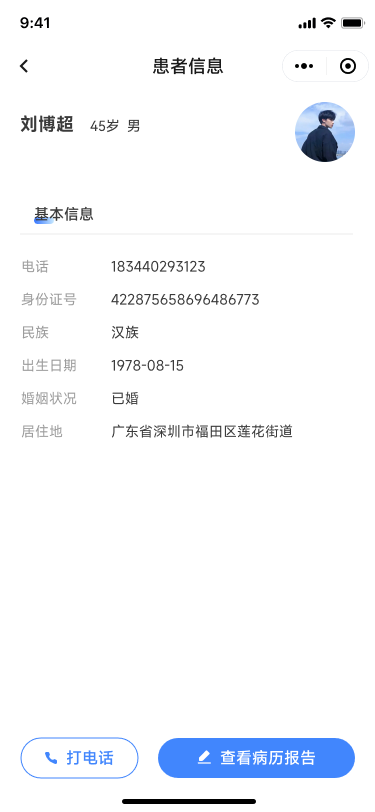 9:41
患者信息
刘博超 45岁 男
基本信息
电话 183440293123
身份证号 422875658696486773
民族 汉族
出生日期 1978-08-15
婚姻状况 已婚
居住地 广东省深圳市福田区莲花街道
打电话 查看病历报告